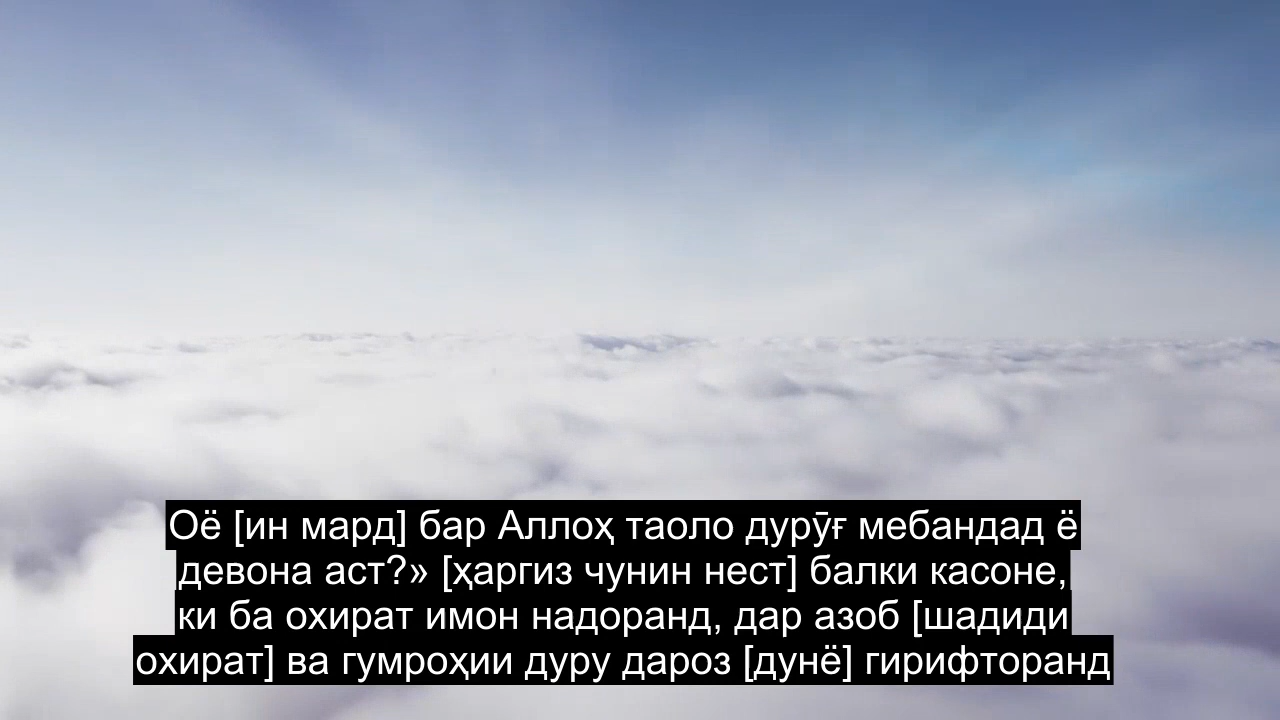 Оё [ин мард] бар Аллоҳ таоло дурӯғ мебандад ё
девона аст?» [ҳаргиз чунин нест] балки касоне,
ки ба охират имон надоранд, дар азоб [шадиди
охират] ва гумроҳии дуру дароз [дунё] гирифторанд